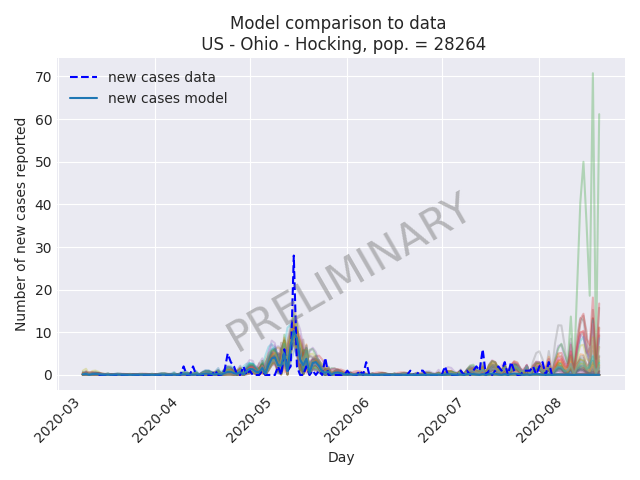 Model comparison to data
US - Ohio - Hocking, pop. = 28264
new cases data
new cases model
Number of new cases reported
70
60
50
40
30
20
10
0
PRELIMINARY
2020-03
2020-04
2020-05
2020-06
2020-07
2020-08
Day